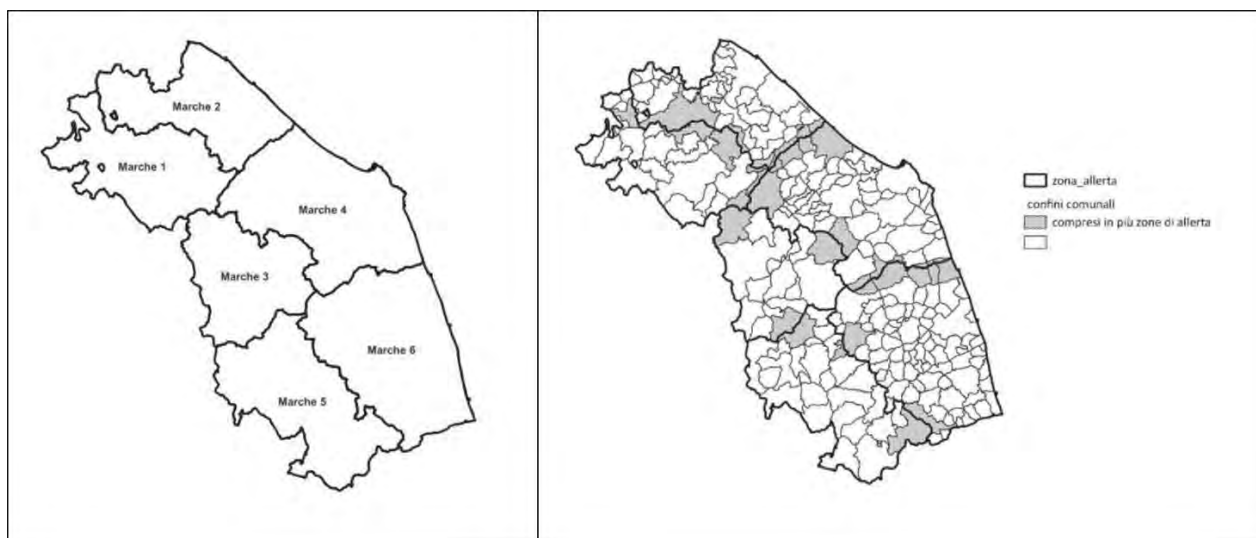 Marche 2
Marche 1
Marche 4
Marche 3
Marche 6
Marche 5
zona_allerta
confini comunali
compresi in più zone di allerta